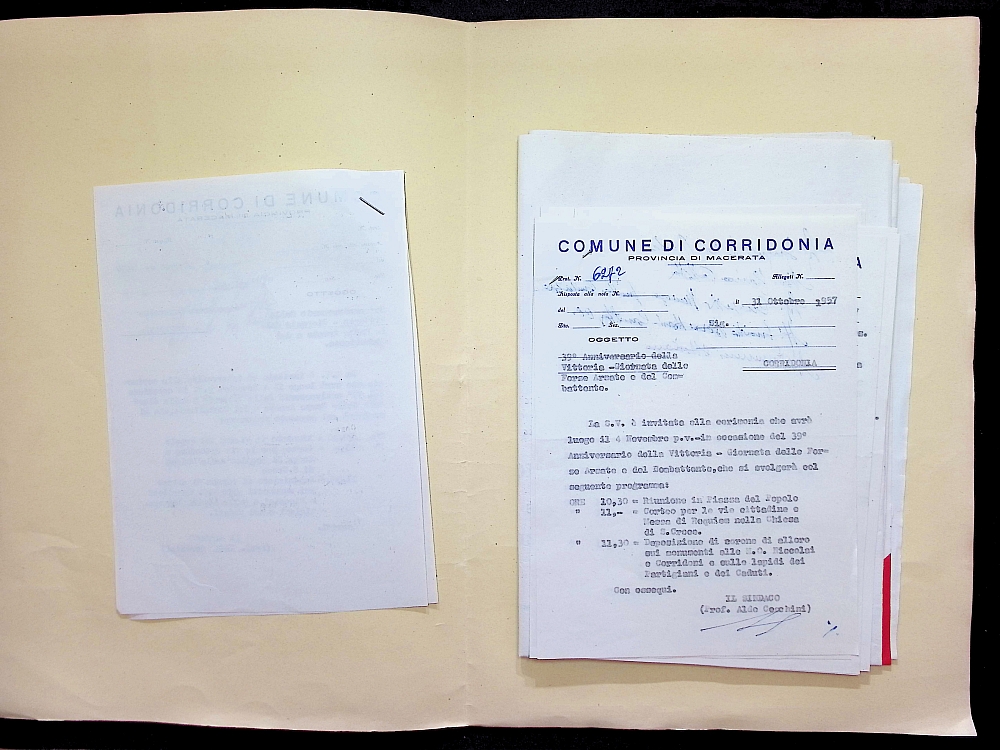 COMUNE DI CORRIDONIA
PROVINCIA DI MACERATA
Prot. N. 6272 Allegati N.
Risposta alla nota N.
del
li 31 Ottobre 1957
Div. Sez.
Sig.
OGGETTO
39° Anniversario della
Vittoria -Giornata delle
Forze Armate e del Com=
battente.
CORRIDONIA
La S.V. è invitata alla cerimonia che avrà
luogo il 4 Novembre p.v.-in occasione del 39°
Anniversario della Vittoria - Giornata delle For=
ze Armate e del Combattente,che si svolgerà col
seguente programma:
ORE 10,30 = Riunione in Piazza del Popolo
" 11,-- = Corteo per le vie cittadine e
Messa di Requiem nella Chiesa
di S.Croce.
" 11,30 = Deposizione di corone di alloro
sui monumenti alle M.O. Niccolai
e Corridoni e sulle lapidi dei
Partigiani e dei Caduti.
Con ossequi.
IL SINDACO
(Prof. Aldo Cecchini)